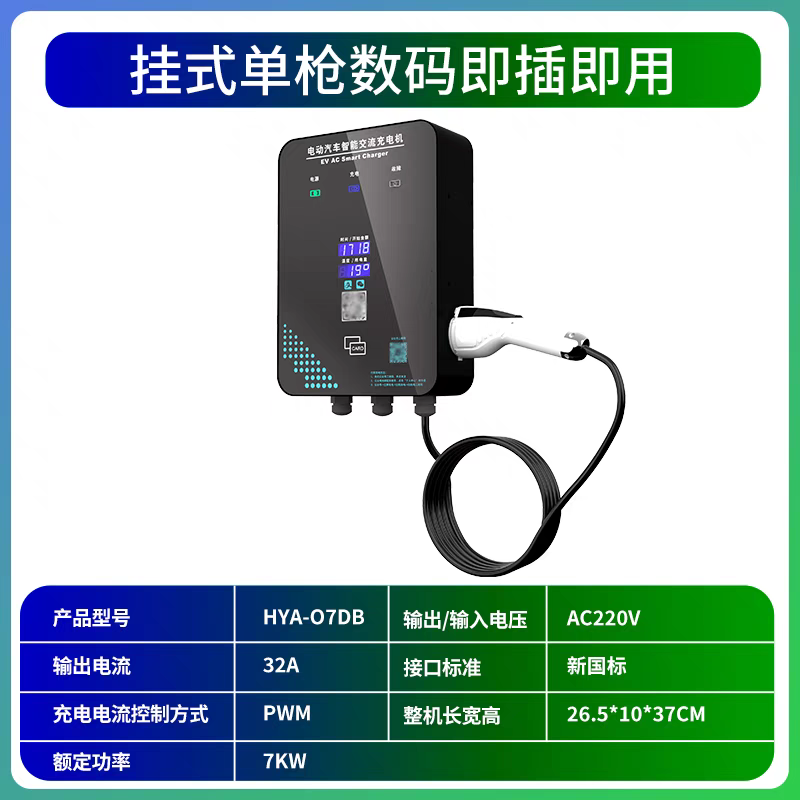 挂式单枪数码即插即用
电动汽车智能交流充电机
EV AC Smart Charger
电源 充电 故障
1718
19°
CARD
产品型号 HYA-O7DB 输出/输入电压 AC220V
输出电流 32A 接口标准 新国标
充电电流控制方式 PWM 整机长宽高 26.5*10*37CM
额定功率 7KW